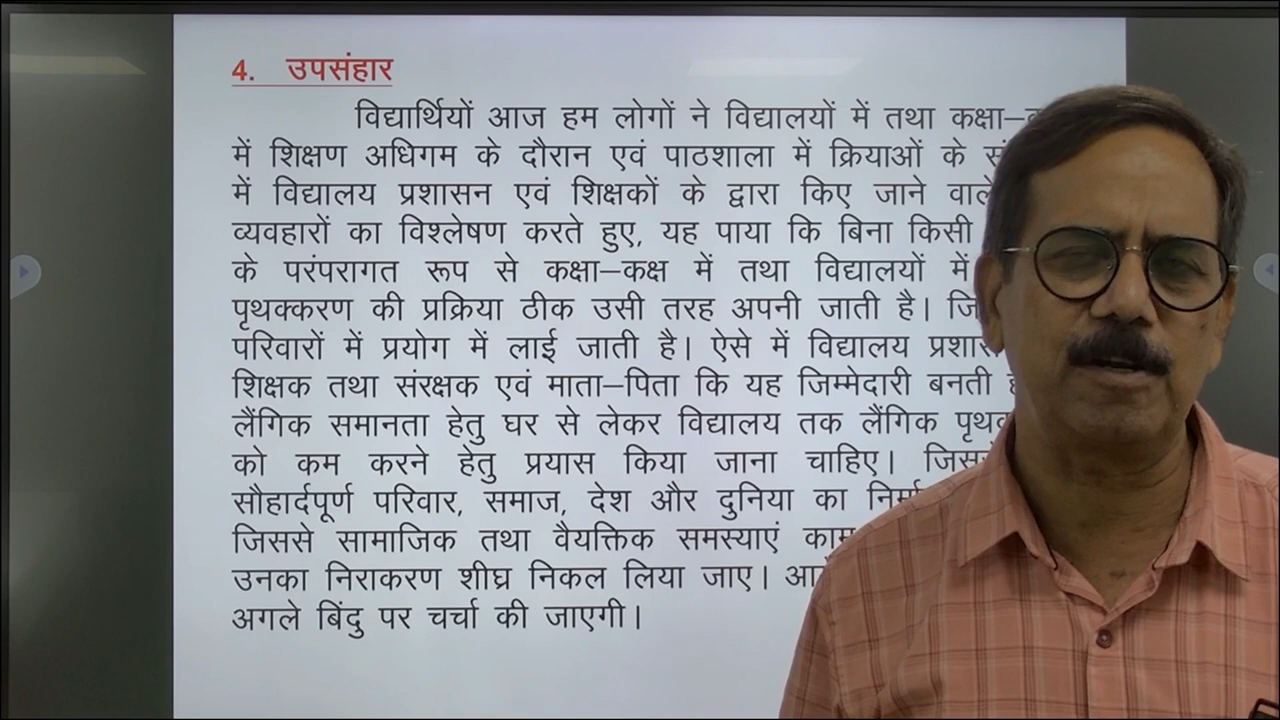 4. उपसंहार
विद्यार्थियों आज हम लोगों ने विद्यालयों में तथा
में शिक्षण अधिगम के दौरान एवं पाठशाला में क्रियाओं के
में विद्यालय प्रशासन एवं शिक्षकों के द्वारा किए जाने वाले
व्यवहारों का विश्लेषण करते हुए, यह पाया कि बिना किसी
के परंपरागत रूप से कक्षा–कक्ष में तथा विद्यालयों में
पृथक्करण की प्रक्रिया ठीक उसी तरह अपनी जाती है।
परिवारों में प्रयोग में लाई जाती है। ऐसे में विद्यालय
शिक्षक तथा संरक्षक एवं माता–पिता कि यह जिम्मेदारी बनती
लैंगिक समानता हेतु घर से लेकर विद्यालय तक लैंगिक
को कम करने हेतु प्रयास किया जाना चाहिए।
सौहार्दपूर्ण परिवार, समाज, देश और दुनिया का
जिससे सामाजिक तथा वैयक्तिक समस्याएं
उनका निराकरण शीघ्र निकल लिया जाए।
अगले बिंदु पर चर्चा की जाएगी।